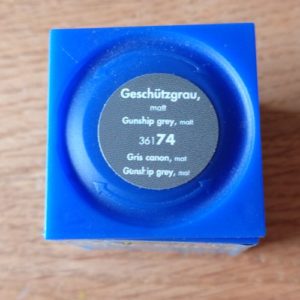 Geschützgrau,
matt
Gunship grey, matt
36174
Gris canon, mat
Gunship grey, mat